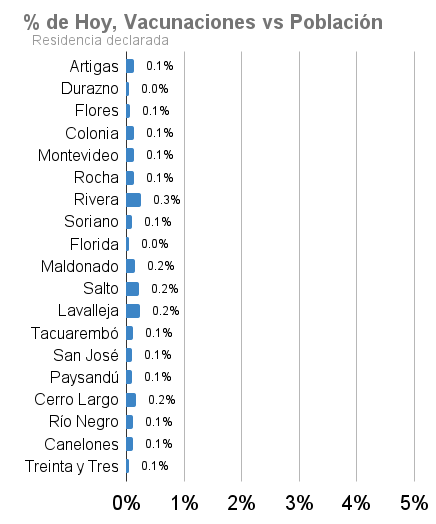 % de Hoy, Vacunaciones vs Población
Residencia declarada
Artigas 0.1%
Durazno 0.0%
Flores 0.1%
Colonia 0.1%
Montevideo 0.1%
Rocha 0.1%
Rivera 0.3%
Soriano 0.1%
Florida 0.0%
Maldonado 0.2%
Salto 0.2%
Lavalleja 0.2%
Tacuarembó 0.1%
San José 0.1%
Paysandú 0.1%
Cerro Largo 0.2%
Río Negro 0.1%
Canelones 0.1%
Treinta y Tres 0.1%
0% 1% 2% 3% 4% 5%